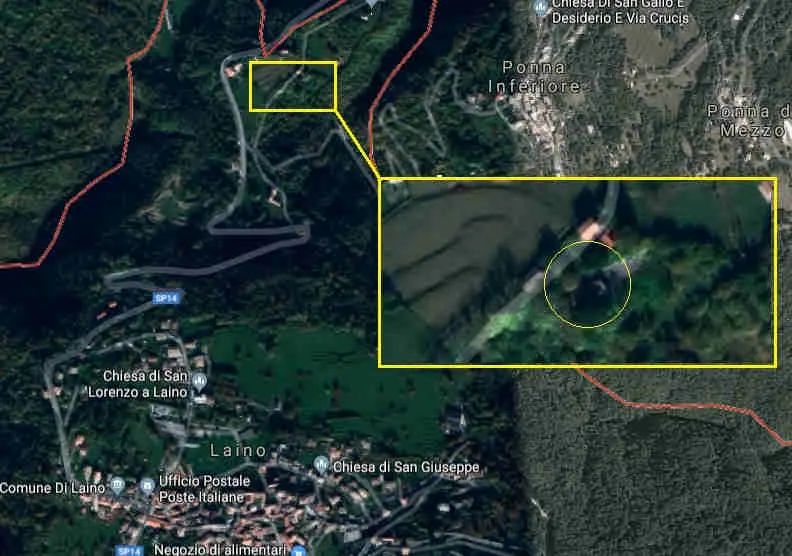 Chiesa Di San Gallo E
Desiderio E Via Crucis
Ponna
Inferiore
Ponna d
Mezzo
SP14
Chiesa di San
Lorenzo a Laino
Laino
Chiesa di San Giuseppe
Comune Di Laino
Ufficio Postale
Poste Italiane
SP14
Negozio di alimentari